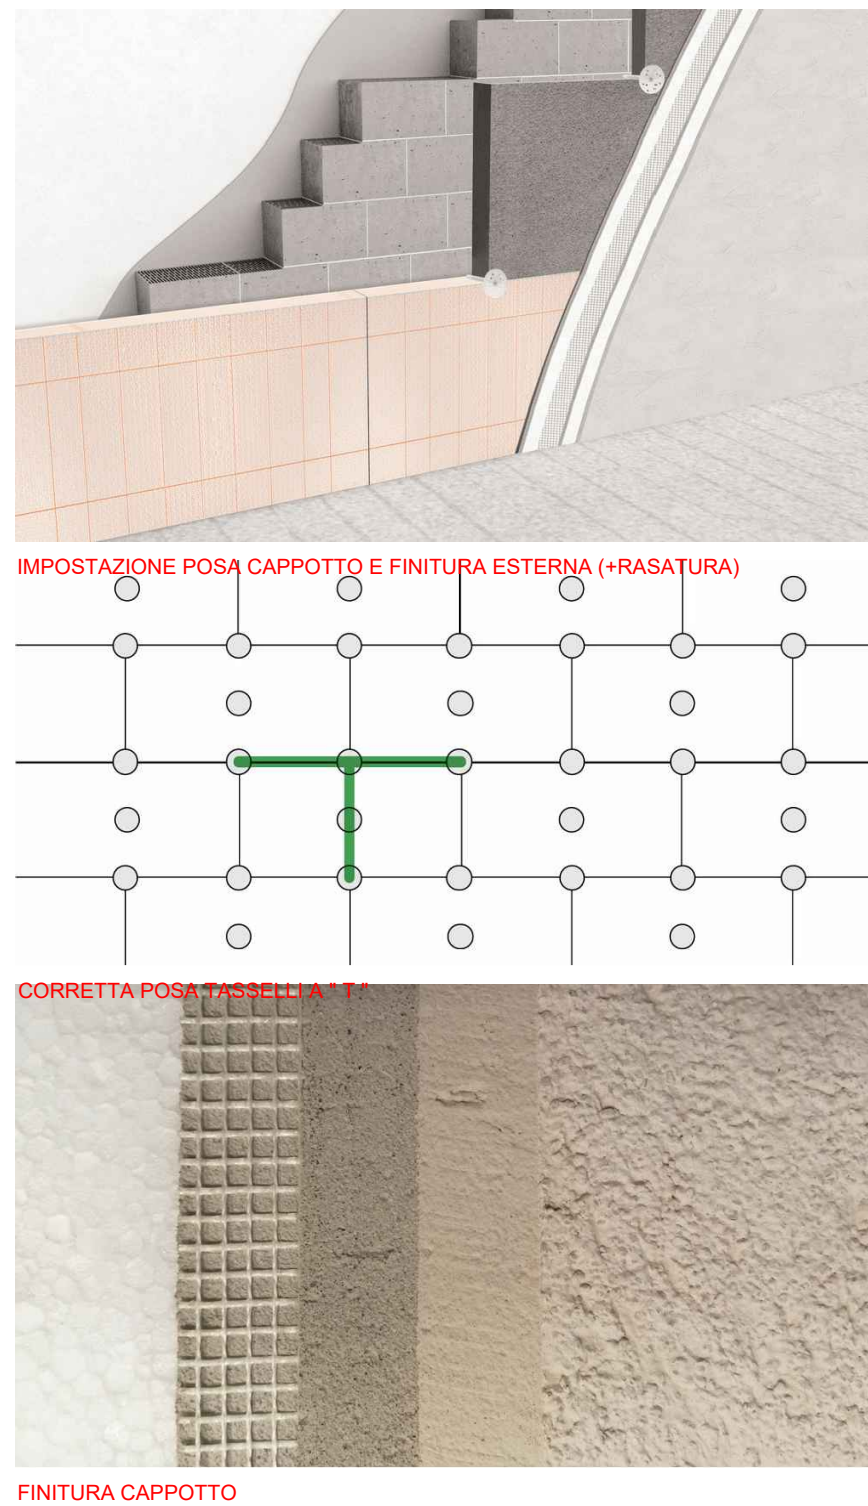 IMPOSTAZIONE POSA CAPPOTTO E FINITURA ESTERNA (+RASATURA)
CORRETTA POSA TASSELLI A " T "
FINITURA CAPPOTTO